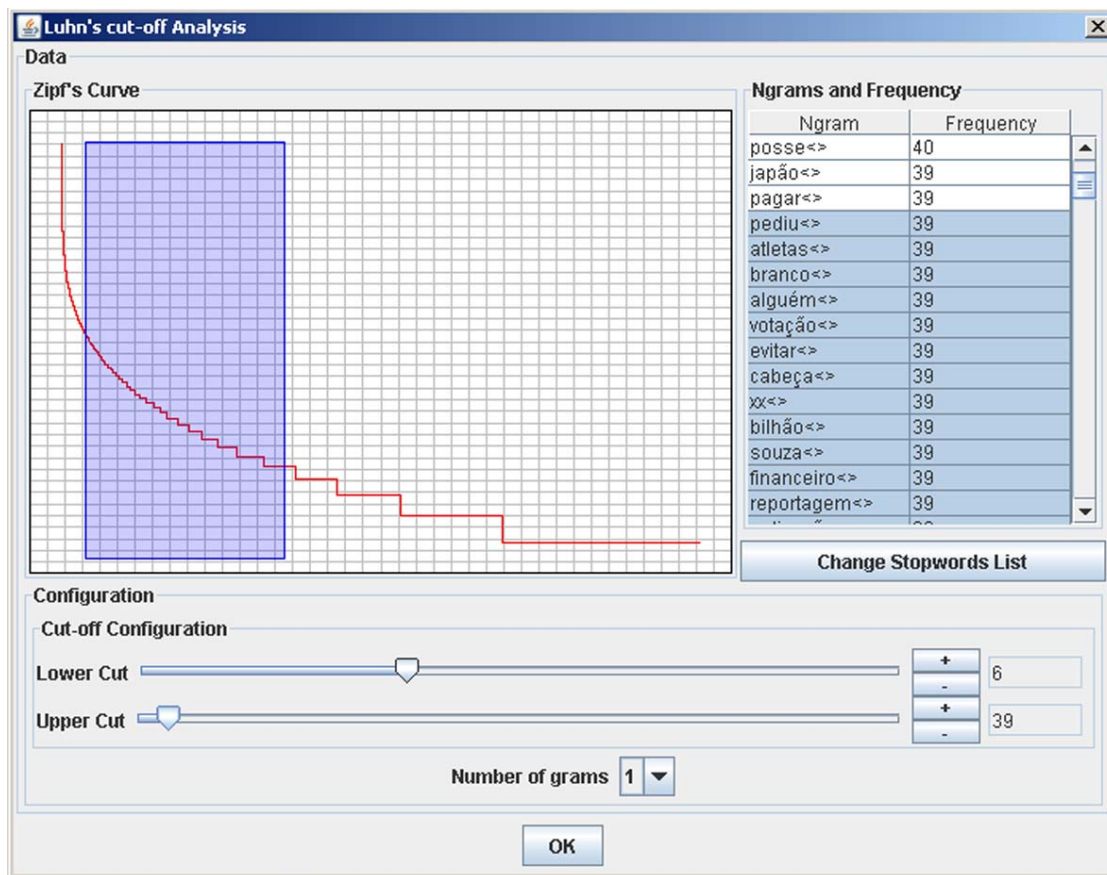 Luhn's cut-off Analysis
Data
Zipf's Curve
Ngrams and Frequency
Ngram Frequency
posse<> 40
japão<> 39
pagar<> 39
pediu<> 39
atletas<> 39
branco<> 39
alguém<> 39
votação<> 39
evitar<> 39
cabeça<> 39
xx<> 39
bilhão<> 39
souza<> 39
financeiro<> 39
reportagem<> 39
Change Stopwords List
Configuration
Cut-off Configuration
Lower Cut + - 6
Upper Cut + - 39
Number of grams 1
OK